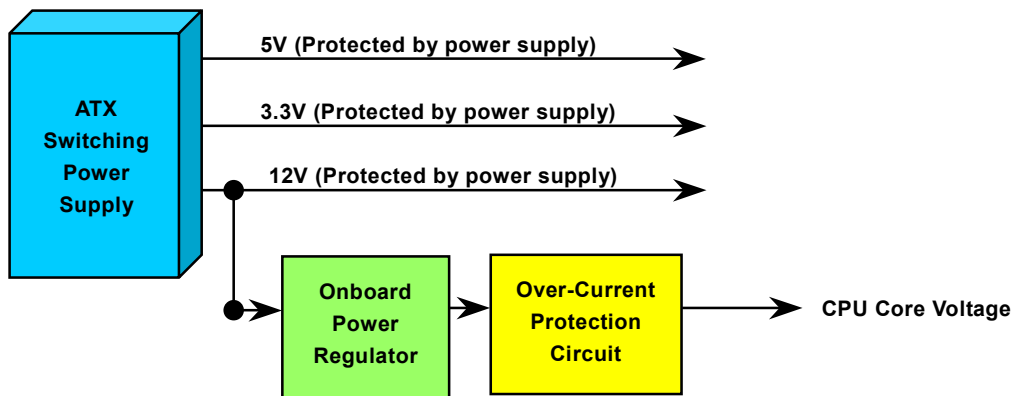 5V (Protected by power supply)
3.3V (Protected by power supply)
12V (Protected by power supply)
ATX
Switching
Power
Supply
Onboard
Power
Regulator
Over-Current
Protection
Circuit
CPU Core Voltage